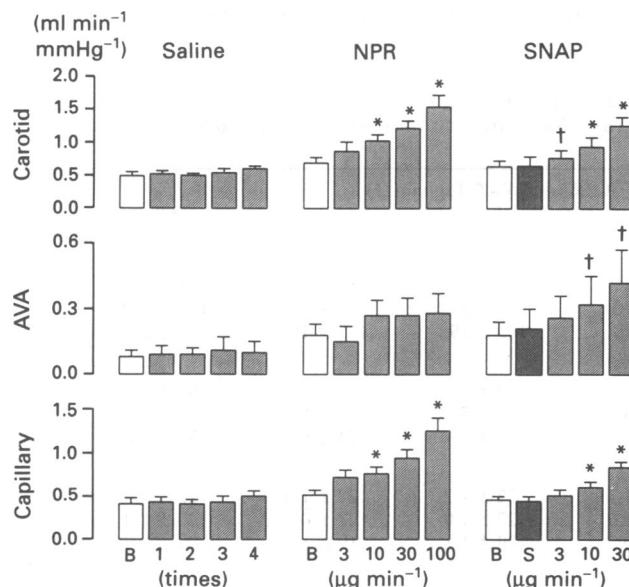 (ml min⁻¹
mmHg⁻¹) Saline NPR SNAP
Carotid
2.0
1.5
1.0
0.5
0.0
* * * † * *
AVA
0.6
0.3
0.0
† †
Capillary
1.5
1.0
0.5
0.0
* * * * *
B 1 2 3 4 B 3 10 30 100 B S 3 10 30
(times) (μg min⁻¹) (μg min⁻¹)